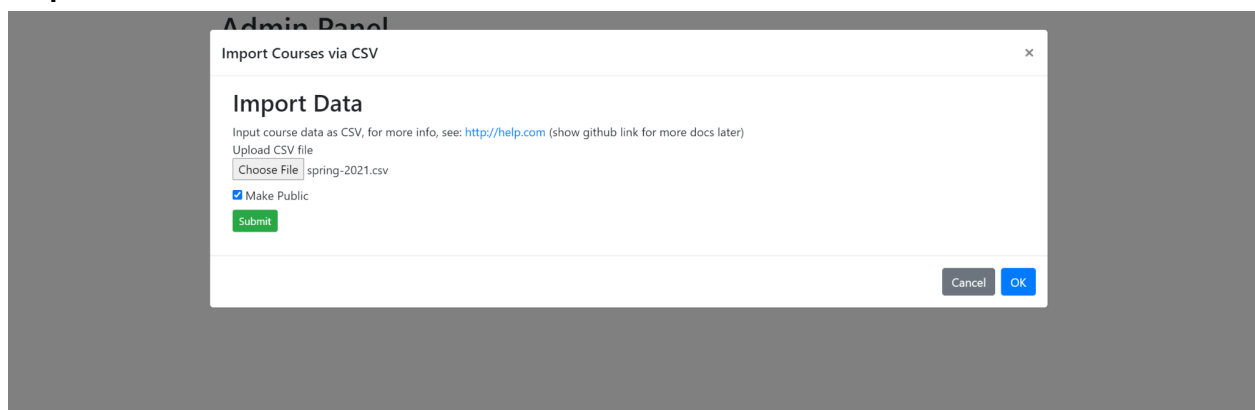 Admin Panel
Import Courses via CSV ×
Import Data
Input course data as CSV, for more info, see: http://help.com (show github link for more docs later)
Upload CSV file
Choose File spring-2021.csv
Make Public
Submit
Cancel OK